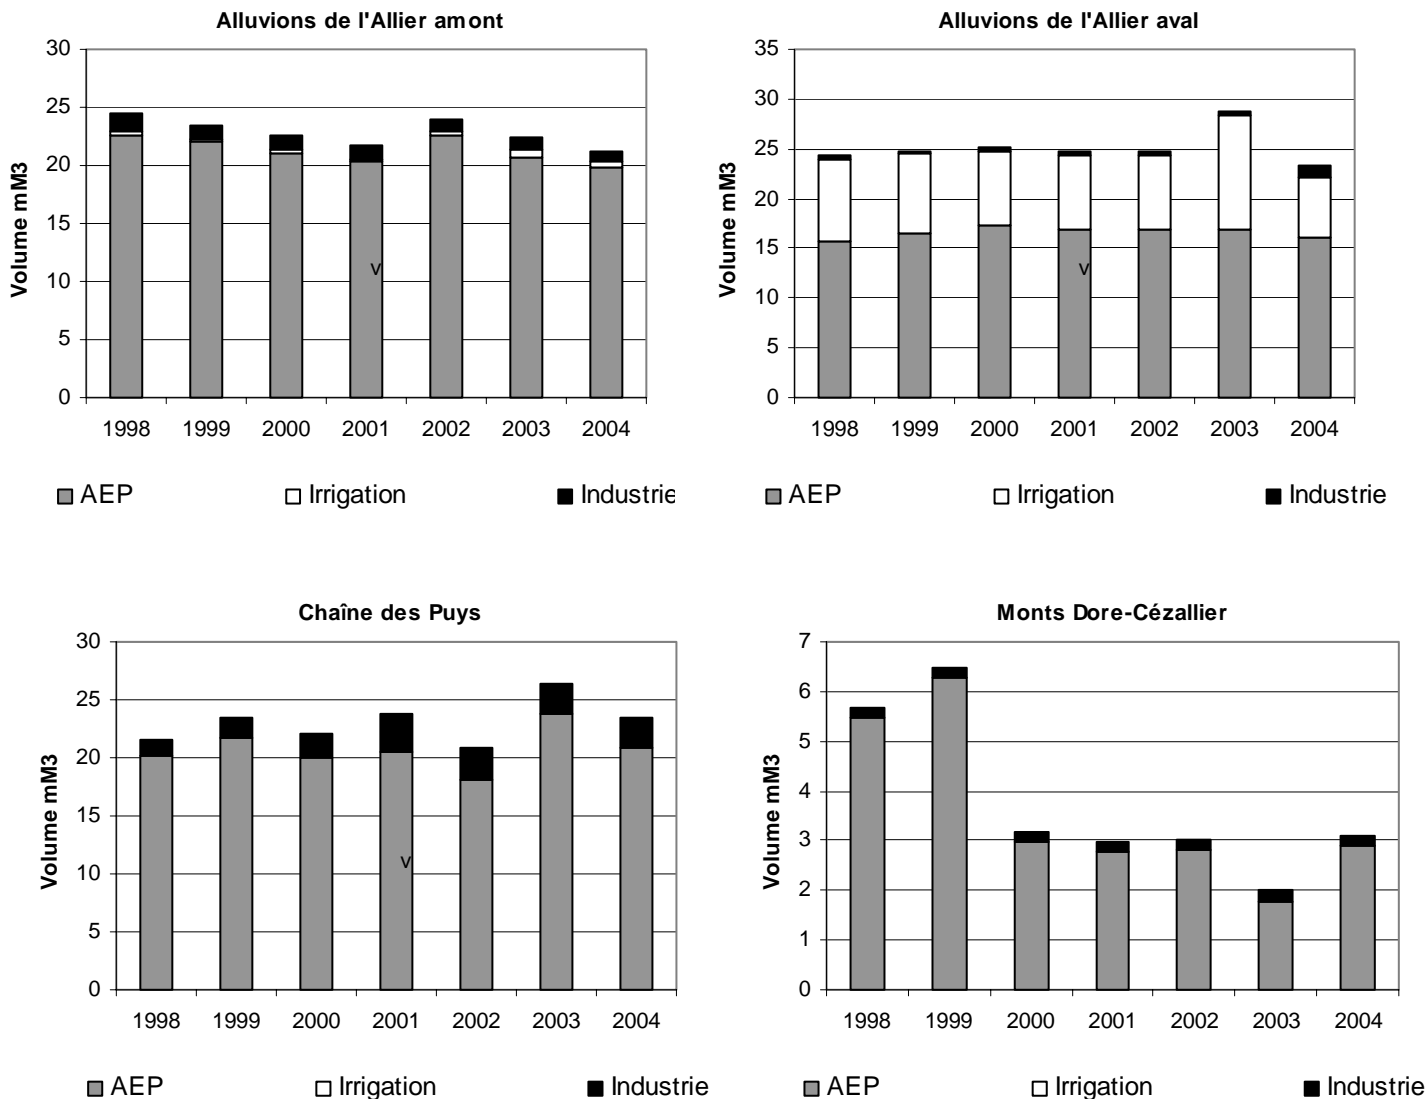 Alluvions de l'Allier amont
30
25
20
15
10
5
0
Volume mM3
v
1998 1999 2000 2001 2002 2003 2004
AEP Irrigation Industrie
Alluvions de l'Allier aval
35
30
25
20
15
10
5
0
Volume mM3
v
1998 1999 2000 2001 2002 2003 2004
AEP Irrigation Industrie
Chaîne des Puys
30
25
20
15
10
5
0
Volume mM3
v
1998 1999 2000 2001 2002 2003 2004
AEP Irrigation Industrie
Monts Dore-Cézallier
7
6
5
4
3
2
1
0
Volume mM3
1998 1999 2000 2001 2002 2003 2004
AEP Irrigation Industrie